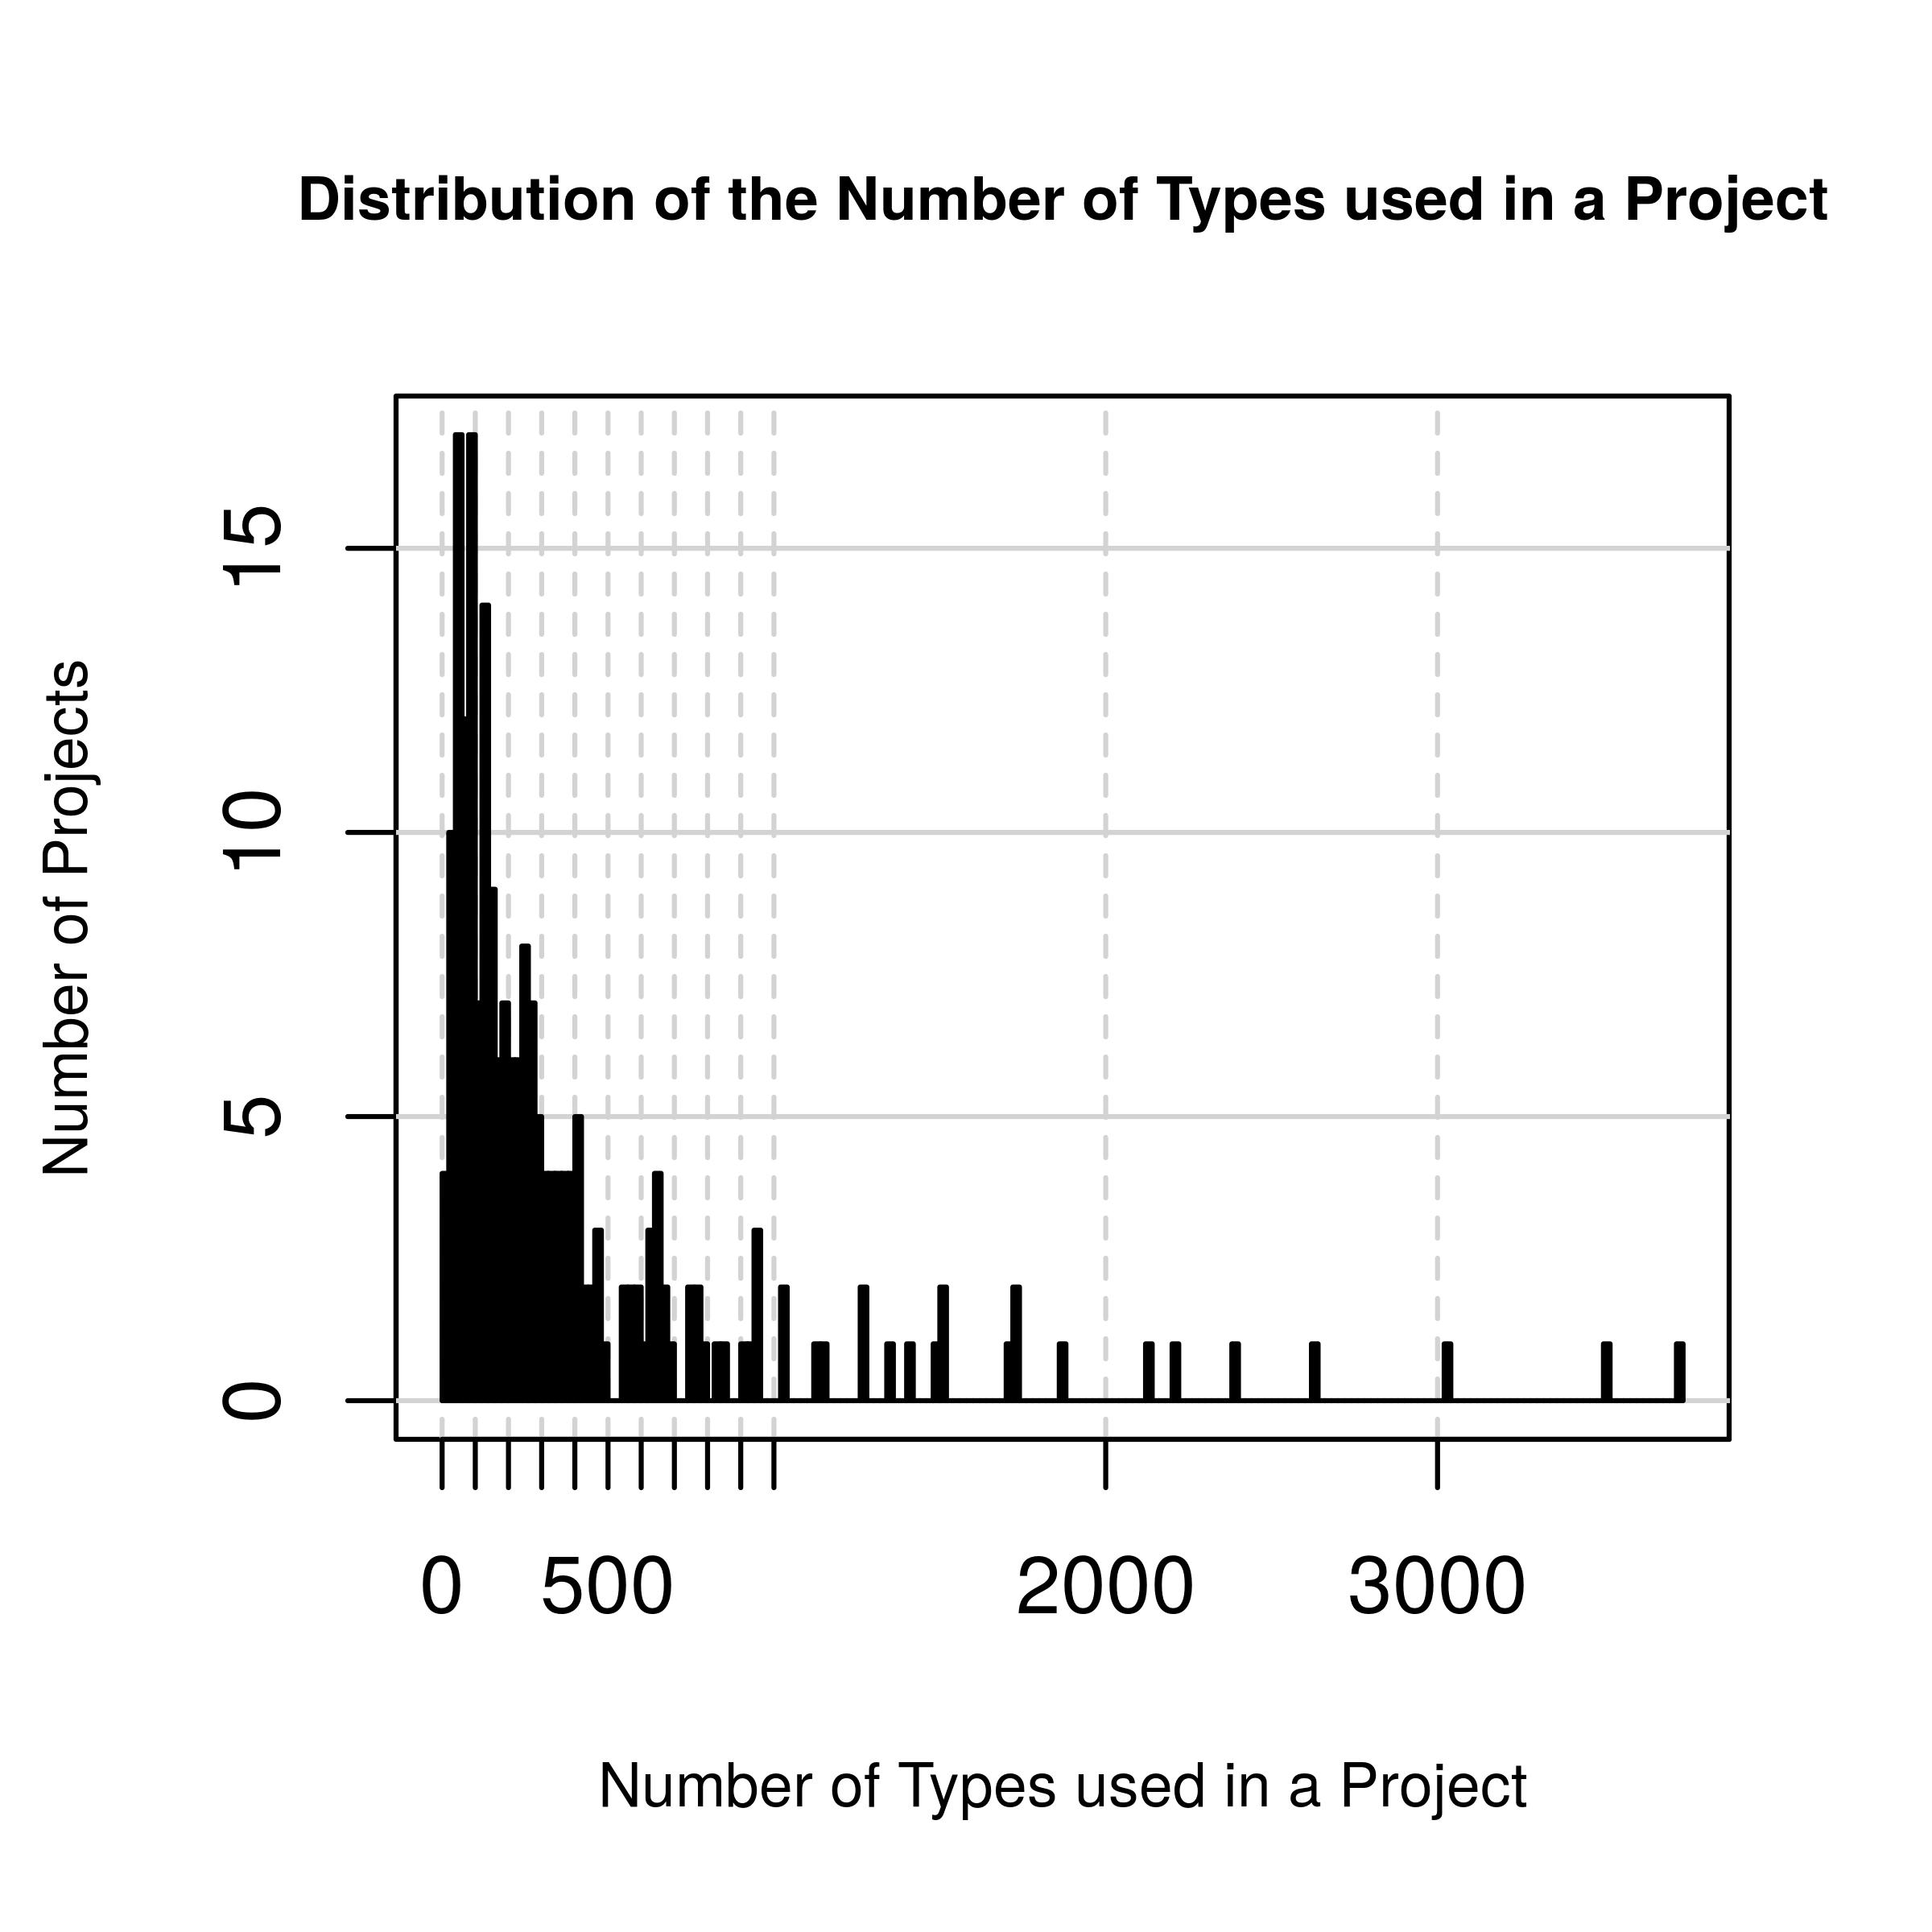 Distribution of the Number of Types used in a Project
Number of Projects
15
10
5
0
0 500 2000 3000
Number of Types used in a Project